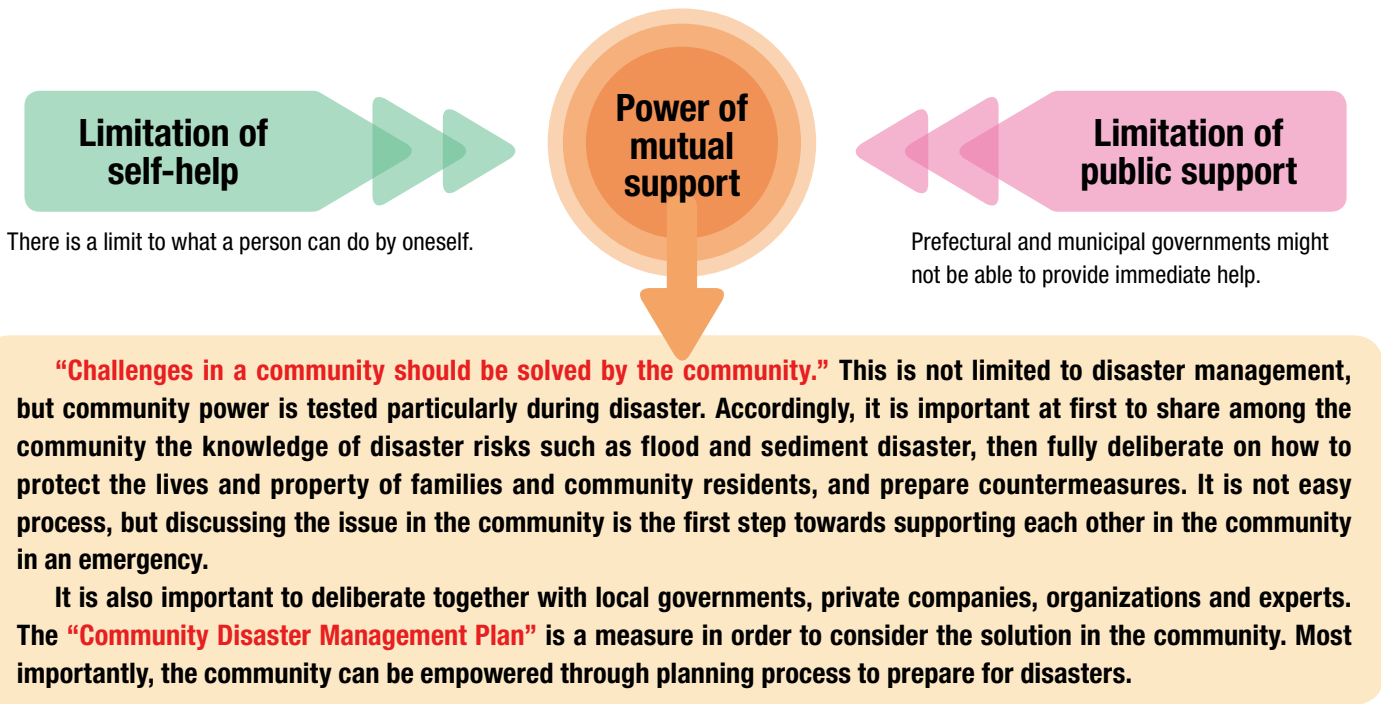 Limitation of
self-help
Power of
mutual
support
Limitation of
public support
There is a limit to what a person can do by oneself.
Prefectural and municipal governments might
not be able to provide immediate help.
“Challenges in a community should be solved by the community.” This is not limited to disaster management,
but community power is tested particularly during disaster. Accordingly, it is important at first to share among the
community the knowledge of disaster risks such as flood and sediment disaster, then fully deliberate on how to
protect the lives and property of families and community residents, and prepare countermeasures. It is not easy
process, but discussing the issue in the community is the first step towards supporting each other in the community
in an emergency.
It is also important to deliberate together with local governments, private companies, organizations and experts.
The “Community Disaster Management Plan” is a measure in order to consider the solution in the community. Most
importantly, the community can be empowered through planning process to prepare for disasters.